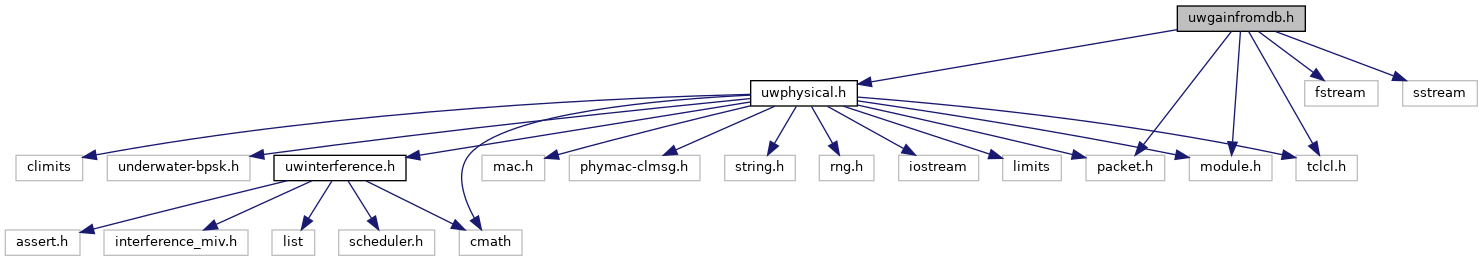 uwgainfromdb.h
uwphysical.h
fstream
sstream
climits
underwater-bpsk.h
uwinterference.h
mac.h
phymac-clmsg.h
string.h
rng.h
iostream
limits
packet.h
module.h
tclcl.h
assert.h
interference_miv.h
list
scheduler.h
cmath